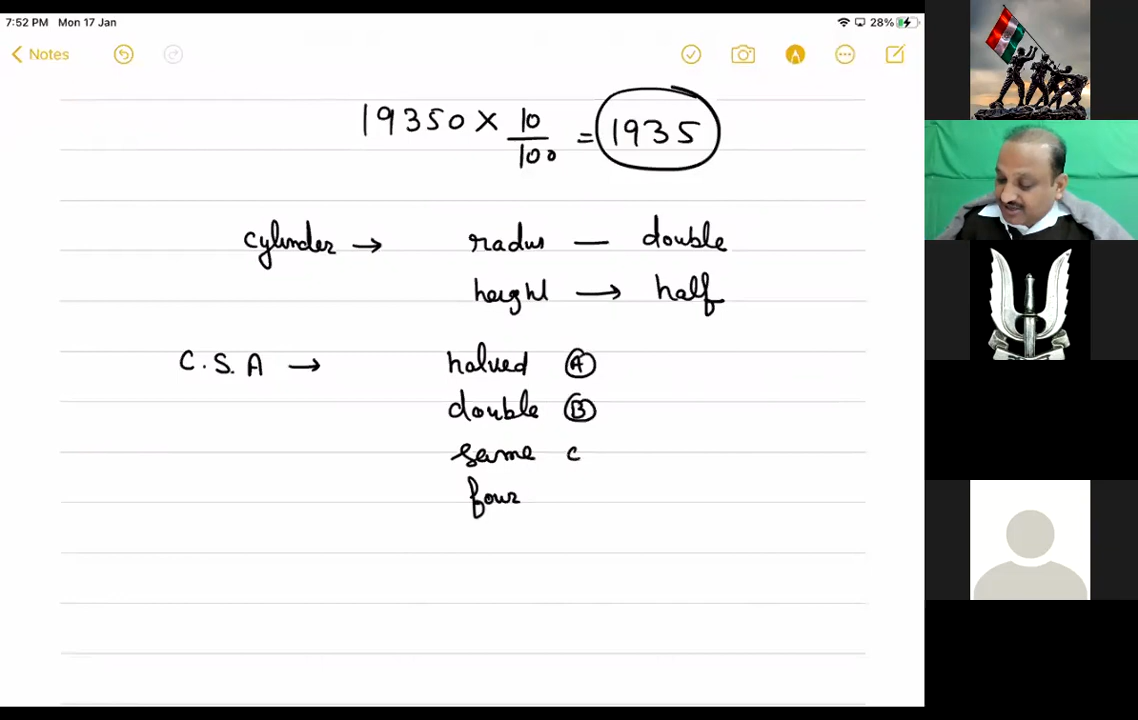 7:52 PM Mon 17 Jan
28%
Notes
19350 × 10/100 = 1935
cylinder → radus — double
height → half
C.S.A → halved A
double B
same c
four